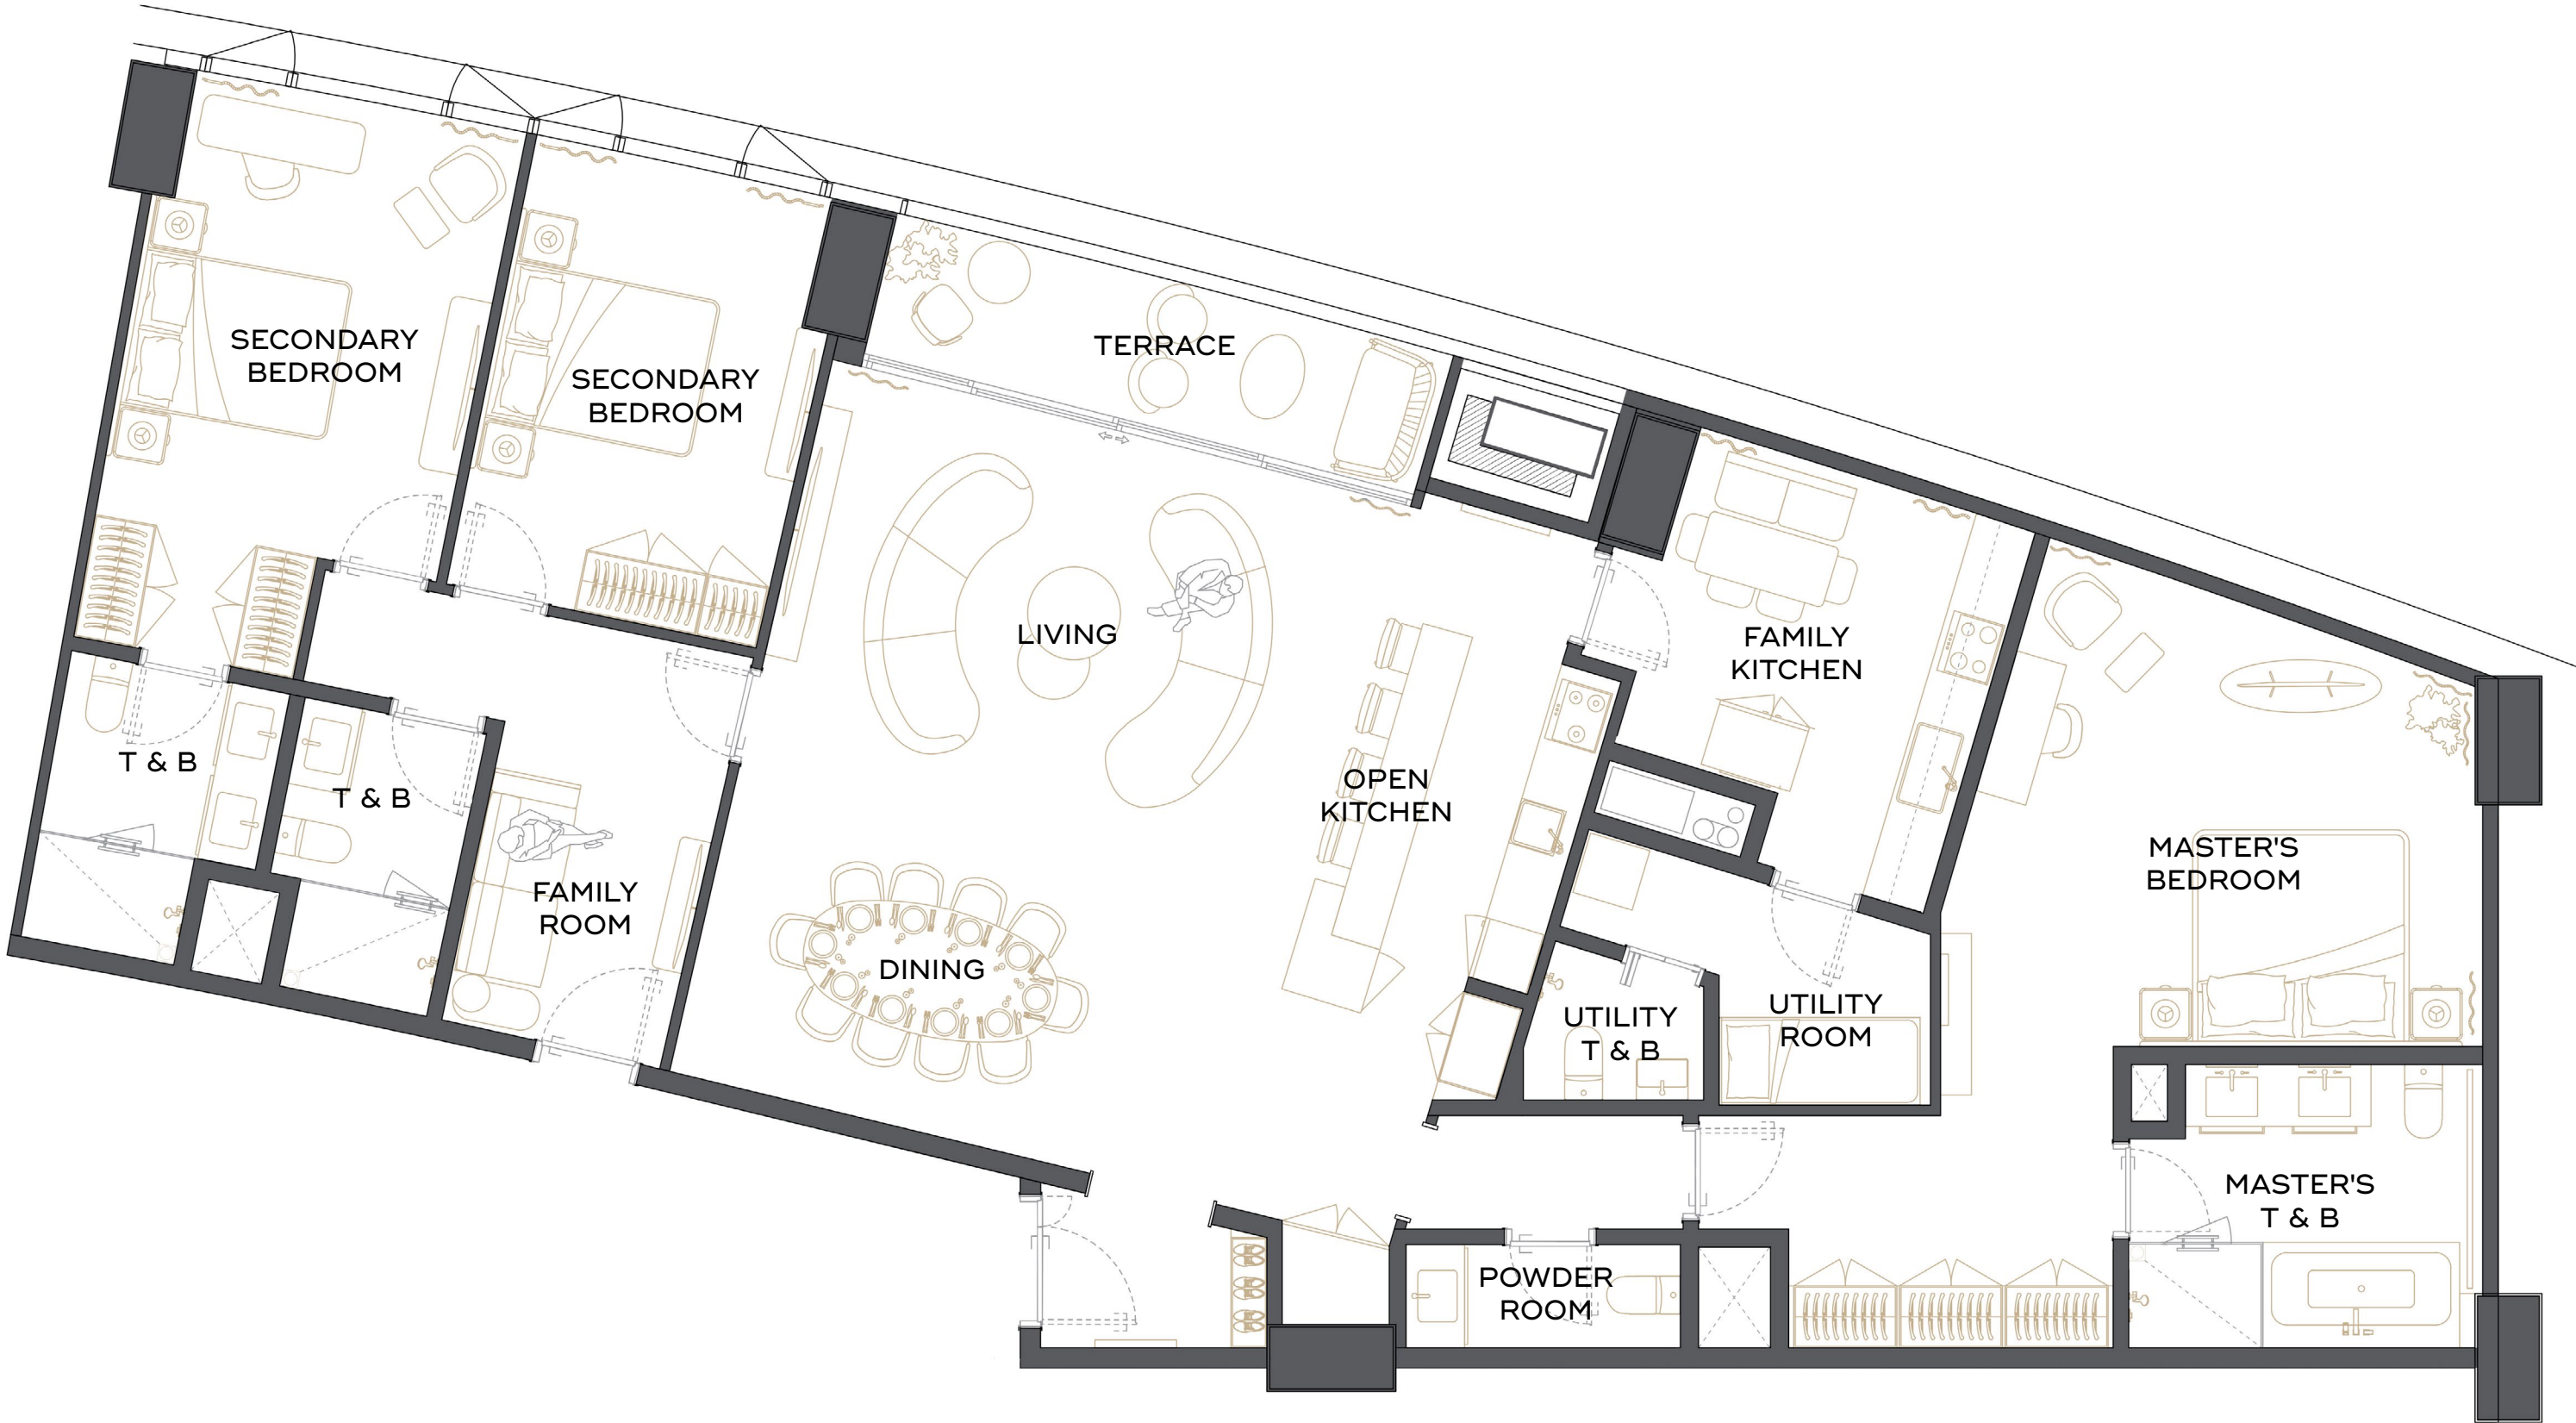 SECONDARY
BEDROOM
SECONDARY
BEDROOM
TERRACE
LIVING
FAMILY
KITCHEN
OPEN
KITCHEN
T & B
T & B
FAMILY
ROOM
DINING
MASTER'S
BEDROOM
UTILITY
T & B
UTILITY
ROOM
MASTER'S
T & B
POWDER
ROOM